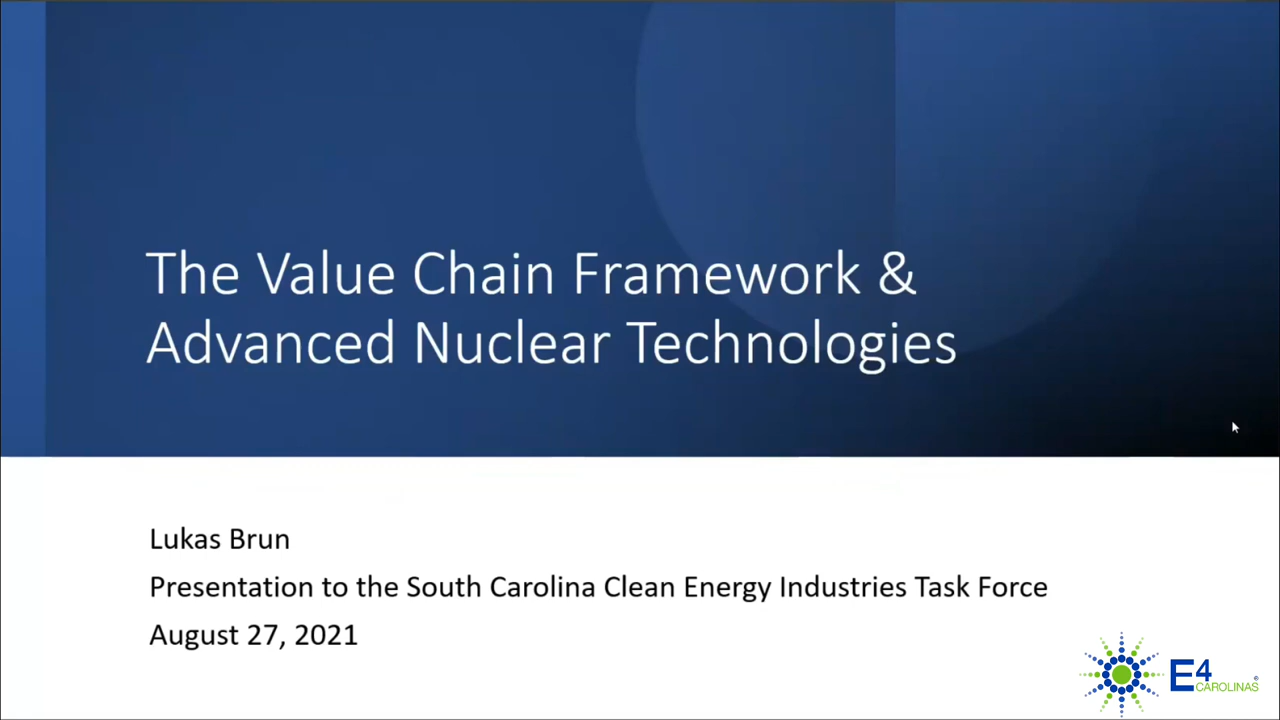 The Value Chain Framework &
Advanced Nuclear Technologies
Lukas Brun
Presentation to the South Carolina Clean Energy Industries Task Force
August 27, 2021
E4
CAROLINAS®